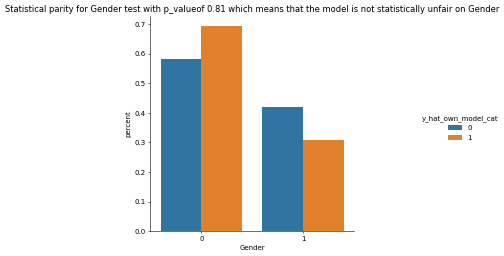 Statistical parity for Gender test with p_valueof 0.81 which means that the model is not statistically unfair on Gender
0.7
0.6
0.5
0.4
0.3
0.2
0.1
0.0
percent
0 1
Gender
y_hat_own_model_cat
0
1